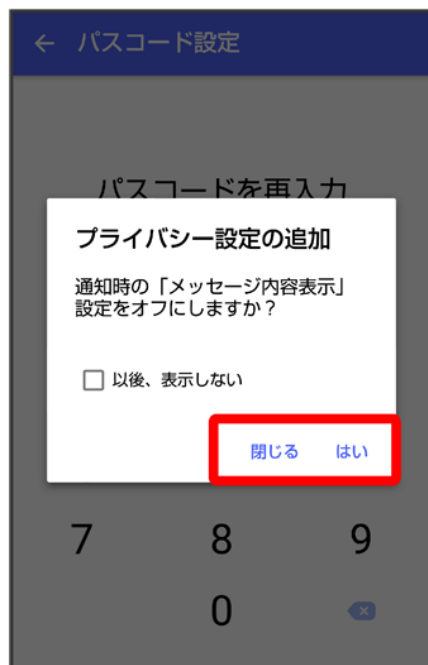 パスコード設定
パスコードを再入力
プライバシー設定の追加
通知時の「メッセージ内容表示」
設定をオフにしますか？
以後、表示しない
閉じる はい
7 8 9
0